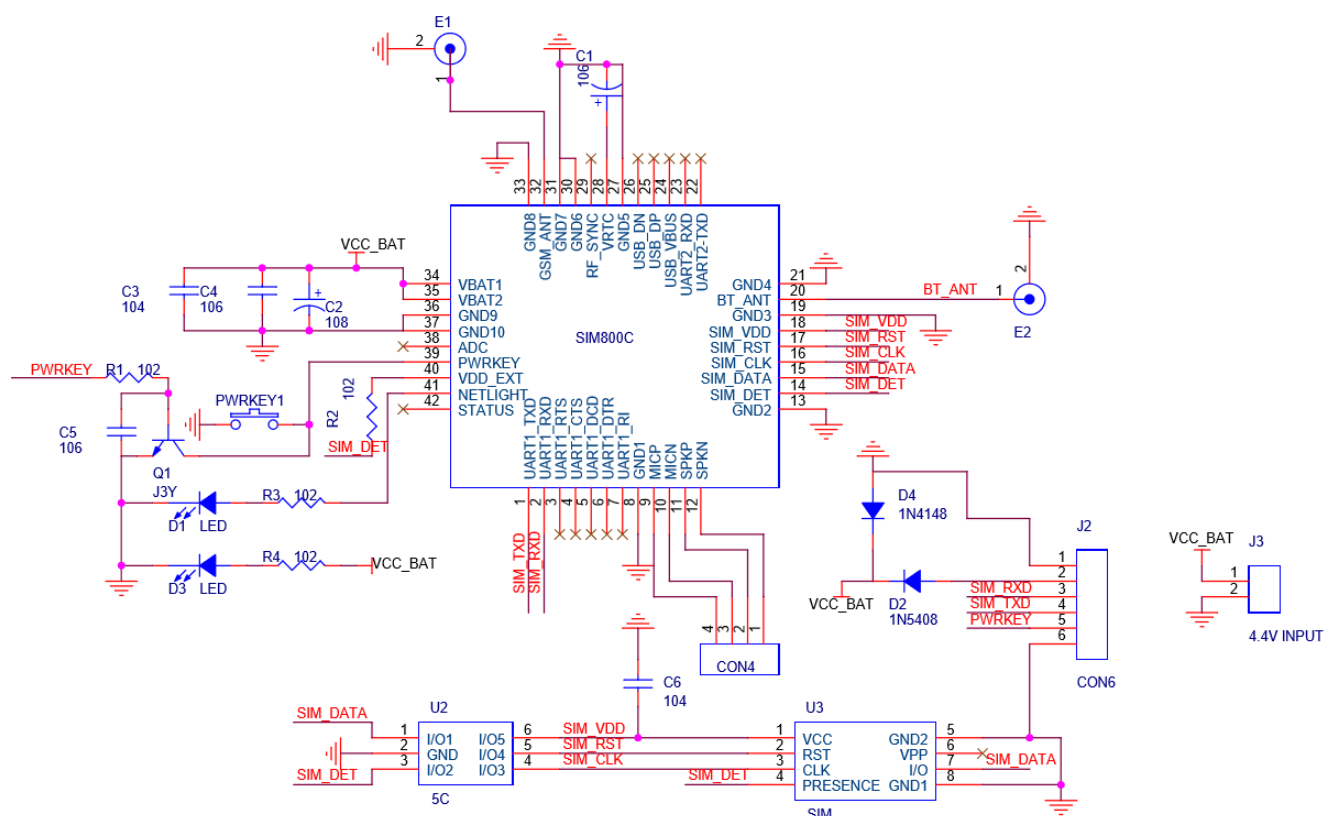 E1
2
1
C1
106
+
33
32
31
30
29
28
27
26
25
24
23
22
GND8
GSM_ANT
GND7
GND6
RF_SYNC
VRTC
GND5
USB_DN
USB_DP
USB_VBUS
UART2_RXD
UART2-TXD
VCC_BAT
C3
104
C4
106
+
C2
108
34 VBAT1
35 VBAT2
36 GND9
37 GND10
38 ADC
39 PWRKEY
40 VDD_EXT
41 NETLIGHT
42 STATUS
SIM800C
GND4 21
BT_ANT 20
GND3 19
SIM_VDD 18
SIM_RST 17
SIM_CLK 16
SIM_DATA 15
SIM_DET 14
GND2 13
BT_ANT
1
2
E2
SIM_VDD
SIM_RST
SIM_CLK
SIM_DATA
SIM_DET
PWRKEY
R1 102
PWRKEY1
R2
102
SIM_DET
C5
106
Q1
J3Y
R3 102
D1 LED
R4 102
D3 LED
VCC_BAT
UART1_TXD
UART1_RXD
UART1_RTS
UART1_CTS
UART1_DCD
UART1_DTR
UART1_RI
GND1
MICP
MICN
SPKP
SPKN
1
2
3
4
5
6
7
8
9
10
11
12
SIM_TXD
SIM_RXD
4
3
2
1
CON4
D4
1N4148
VCC_BAT
D2
1N5408
J2
1
2
SIM_RXD 3
SIM_TXD 4
PWRKEY 5
6
CON6
VCC_BAT
J3
1
2
4.4V INPUT
C6
104
U2
SIM_DATA
1 I/O1
2 GND
3 I/O2
SIM_DET
I/O5 6
I/O4 5
I/O3 4
5C
SIM_VDD
SIM_RST
SIM_CLK
SIM_DET
U3
1 VCC
2 RST
3 CLK
4 PRESENCE
GND2 5
VPP 6
I/O 7
GND1 8
SIM_DATA
SIM